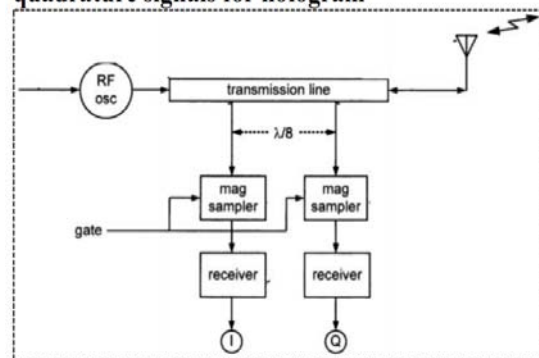 quadrature signals for hologram
RF
osc
transmission line
λ/8
mag
sampler
mag
sampler
gate
receiver
receiver
I
Q